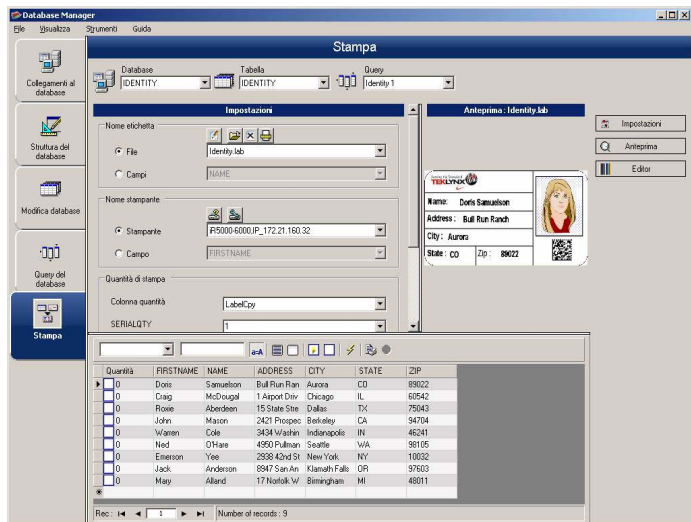 Database Manager
File Visualizza Strumenti Guida
Stampa
Collegamenti al database
Struttura del database
Modifica database
Query del database
Stampa
Database Tabella Query
IDENTITY IDENTITY Identity 1
Impostazioni
Nome etichetta
File Identity.lab
Campi NAME
Nome stampante
Stampante FI5000-6000,IP_172.21.160.32
Campo FIRSTNAME
Quantità di stampa
Colonna quantità LabelCpy
SERIALQTY 1
Anteprima : Identity.lab
TEKLYNX
Name: Doris Samuelson
Address : Bull Run Ranch
City : Aurora
State : CO Zip : 89022
Impostazioni
Anteprima
Editor
a=A
Quantità FIRSTNAME NAME ADDRESS CITY STATE ZIP
0 Doris Samuelson Bull Run Ran Aurora CO 89022
0 Craig McDougal 1 Airport Driv Chicago IL 60542
0 Roxie Aberdeen 15 State Stre Dallas TX 75043
0 John Mason 2421 Prospec Berkeley CA 94704
0 Warren Cole 3434 Washin Indianapolis IN 46241
0 Ned O'Hare 4950 Pullman Seattle WA 98105
0 Emerson Yee 2938 42nd St New York NY 10032
0 Jack Anderson 8947 San An Klamath Falls OR 97603
0 Mary Alland 17 Norfolk W Birmingham MI 48011
Rec : 1 Number of records : 9